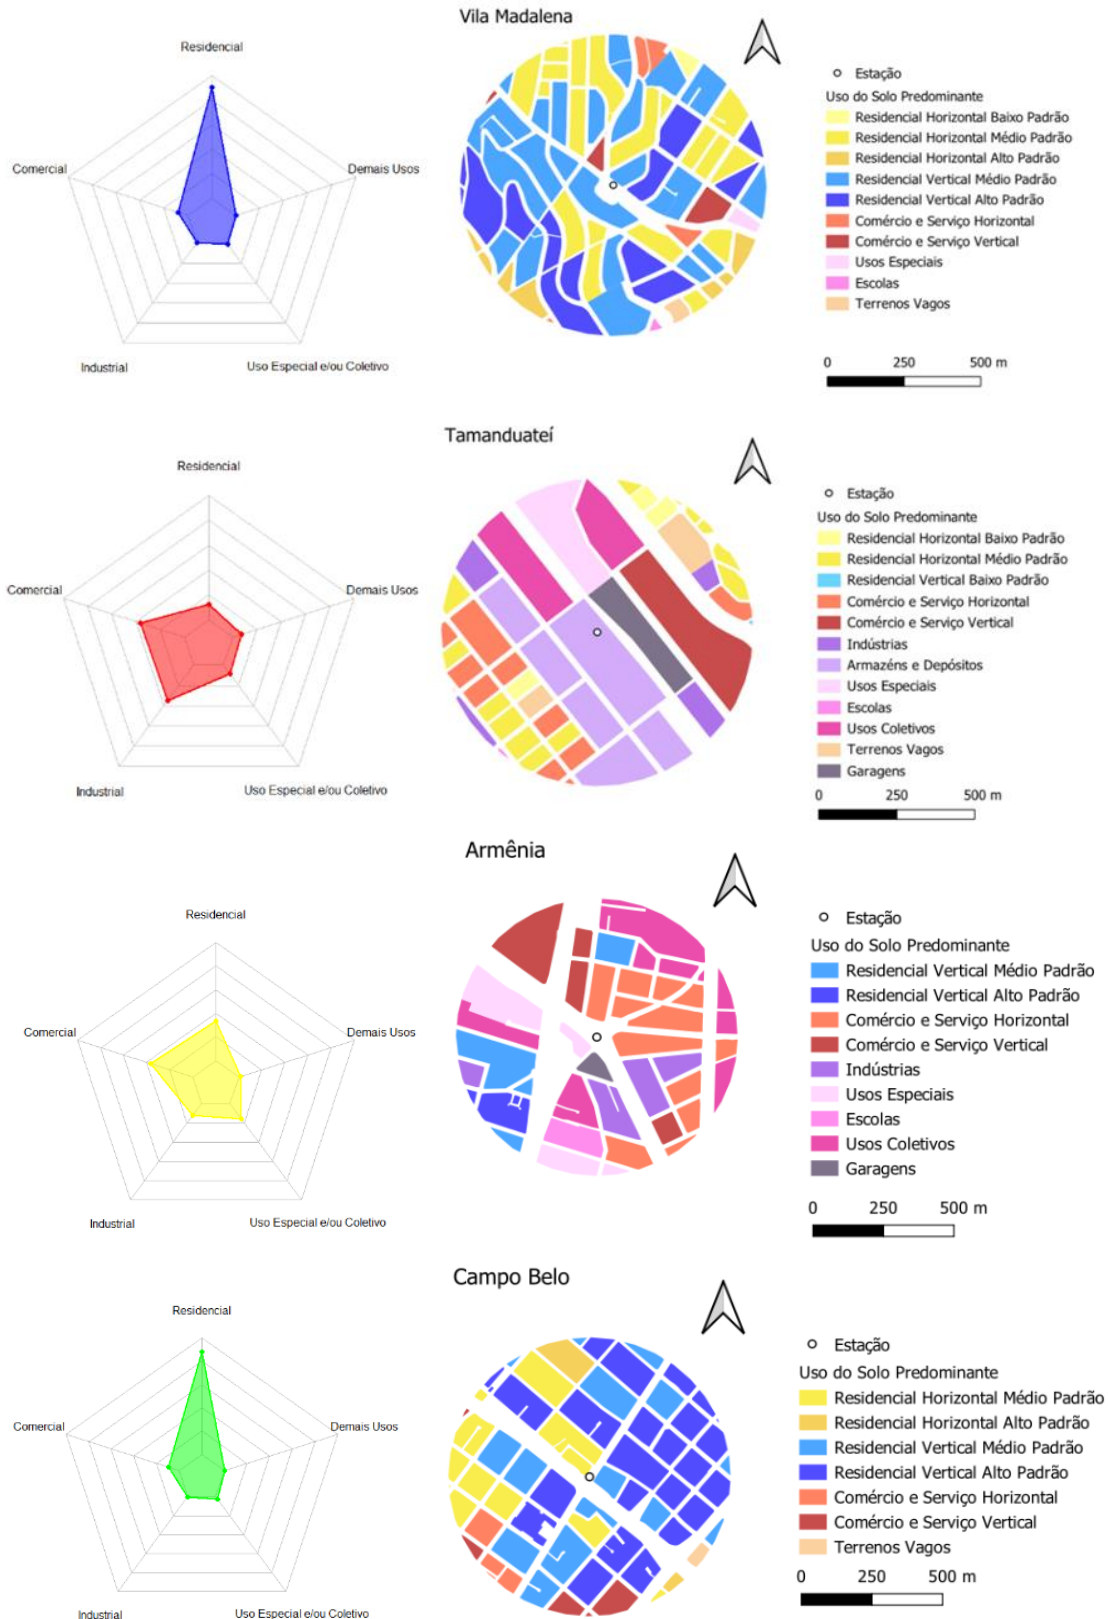 Vila Madalena
Residencial
Comercial
Demais Usos
Industrial
Uso Especial e/ou Coletivo
Estação
Uso do Solo Predominante
Residencial Horizontal Baixo Padrão
Residencial Horizontal Médio Padrão
Residencial Horizontal Alto Padrão
Residencial Vertical Médio Padrão
Residencial Vertical Alto Padrão
Comércio e Serviço Horizontal
Comércio e Serviço Vertical
Usos Especiais
Escolas
Terrenos Vagos
0 250 500 m
Tamanduateí
Residencial
Comercial
Demais Usos
Industrial
Uso Especial e/ou Coletivo
Estação
Uso do Solo Predominante
Residencial Horizontal Baixo Padrão
Residencial Horizontal Médio Padrão
Residencial Vertical Baixo Padrão
Comércio e Serviço Horizontal
Comércio e Serviço Vertical
Indústrias
Armazéns e Depósitos
Usos Especiais
Escolas
Usos Coletivos
Terrenos Vagos
Garagens
0 250 500 m
Armênia
Residencial
Comercial
Demais Usos
Industrial
Uso Especial e/ou Coletivo
Estação
Uso do Solo Predominante
Residencial Vertical Médio Padrão
Residencial Vertical Alto Padrão
Comércio e Serviço Horizontal
Comércio e Serviço Vertical
Indústrias
Usos Especiais
Escolas
Usos Coletivos
Garagens
0 250 500 m
Campo Belo
Residencial
Comercial
Demais Usos
Industrial
Uso Especial e/ou Coletivo
Estação
Uso do Solo Predominante
Residencial Horizontal Médio Padrão
Residencial Horizontal Alto Padrão
Residencial Vertical Médio Padrão
Residencial Vertical Alto Padrão
Comércio e Serviço Horizontal
Comércio e Serviço Vertical
Terrenos Vagos
0 250 500 m